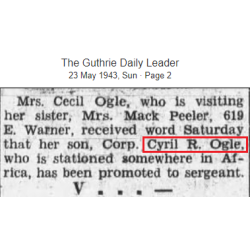 The Guthrie Daily Leader
23 May 1943, Sun · Page 2
Mrs. Cecil Ogle, who is visiting
her sister, Mrs. Mack Peeler, 619
E. Warner, received word Saturday
that her son, Corp. Cyril R. Ogle,
who is stationed somewhere in Af-
rica, has been promoted to sergeant.
V . . . —